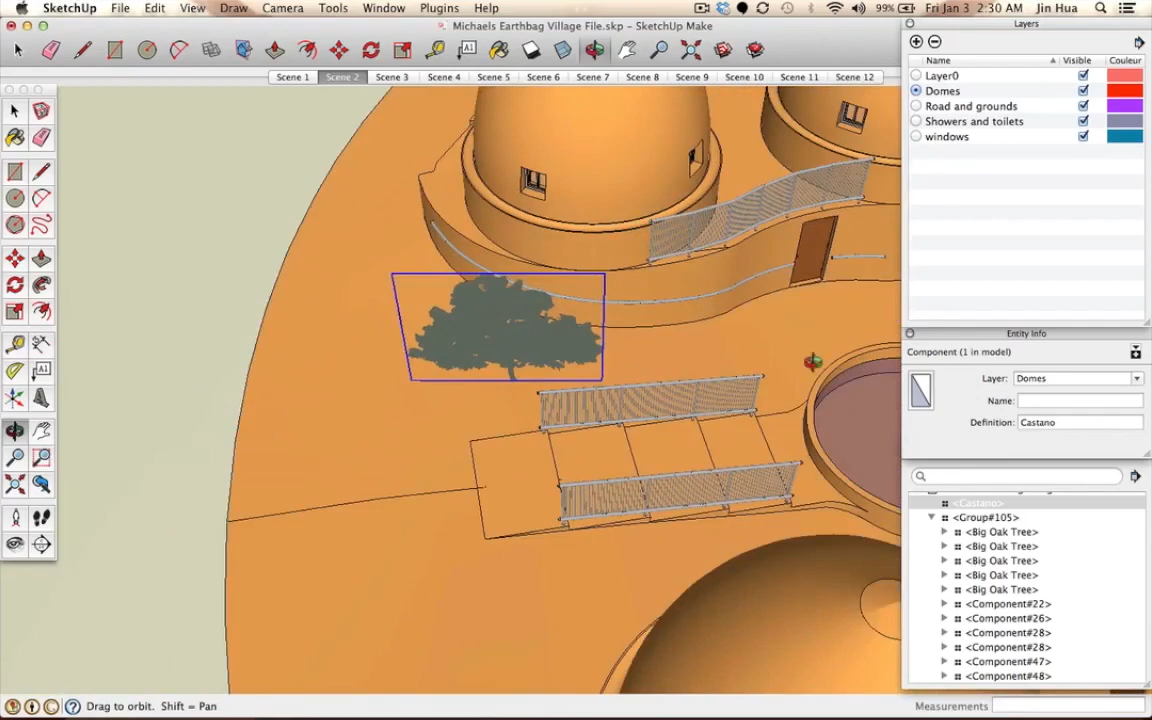 SketchUp File Edit View Draw Camera Tools Window Plugins Help 99% Fri Jan 3 2:30 AM Jin Hua
Michaels Earthbag Village File.skp - SketchUp Make
Layers
Scene 1 Scene 2 Scene 3 Scene 4 Scene 5 Scene 6 Scene 7 Scene 8 Scene 9 Scene 10 Scene 11 Scene 12
Name Visible Couleur
Layer0
Domes
Road and grounds
Showers and toilets
windows
Entity Info
Component (1 in model)
Layer: Domes
Name:
Definition: Castano
<Castano>
<Group#105>
<Big Oak Tree>
<Big Oak Tree>
<Big Oak Tree>
<Big Oak Tree>
<Big Oak Tree>
<Component#22>
<Component#26>
<Component#28>
<Component#28>
<Component#47>
<Component#48>
Drag to orbit. Shift = Pan
Measurements